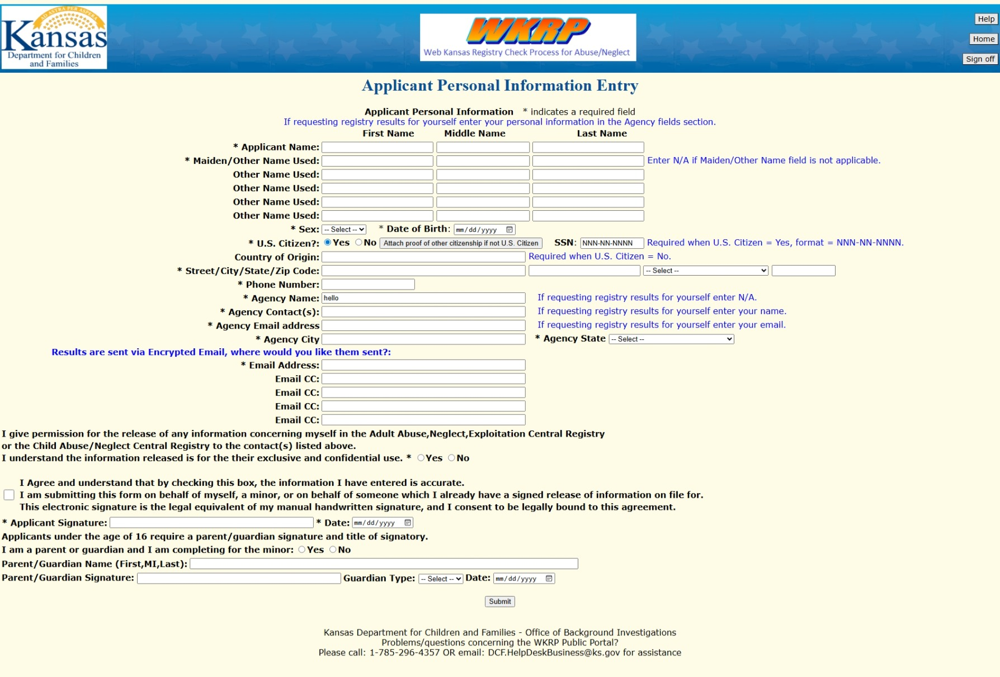 AD ASTRA PER ASPERA
Kansas
Department for Children
and Families
WKRP
Web Kansas Registry Check Process for Abuse/Neglect
Help
Home
Sign off
Applicant Personal Information Entry
Applicant Personal Information * indicates a required field
If requesting registry results for yourself enter your personal information in the Agency fields section.
First Name Middle Name Last Name
* Applicant Name:
* Maiden/Other Name Used: Enter N/A if Maiden/Other Name field is not applicable.
Other Name Used:
Other Name Used:
Other Name Used:
Other Name Used:
* Sex: -- Select -- * Date of Birth: mm/dd/yyyy
* U.S. Citizen?: Yes No Attach proof of other citizenship if not U.S. Citizen SSN: NNN-NN-NNNN Required when U.S. Citizen = Yes, format = NNN-NN-NNNN.
Country of Origin: Required when U.S. Citizen = No.
* Street/City/State/Zip Code: -- Select --
* Phone Number:
* Agency Name: hello If requesting registry results for yourself enter N/A.
* Agency Contact(s): If requesting registry results for yourself enter your name.
* Agency Email address If requesting registry results for yourself enter your email.
* Agency City * Agency State -- Select --
Results are sent via Encrypted Email, where would you like them sent?:
* Email Address:
Email CC:
Email CC:
Email CC:
Email CC:
I give permission for the release of any information concerning myself in the Adult Abuse,Neglect,Exploitation Central Registry
or the Child Abuse/Neglect Central Registry to the contact(s) listed above.
I understand the information released is for the their exclusive and confidential use. * Yes No
I Agree and understand that by checking this box, the information I have entered is accurate.
I am submitting this form on behalf of myself, a minor, or on behalf of someone which I already have a signed release of information on file for.
This electronic signature is the legal equivalent of my manual handwritten signature, and I consent to be legally bound to this agreement.
* Applicant Signature: * Date: mm/dd/yyyy
Applicants under the age of 16 require a parent/guardian signature and title of signatory.
I am a parent or guardian and I am completing for the minor: Yes No
Parent/Guardian Name (First,MI,Last):
Parent/Guardian Signature: Guardian Type: -- Select -- Date: mm/dd/yyyy
Submit
Kansas Department for Children and Families - Office of Background Investigations
Problems/questions concerning the WKRP Public Portal?
Please call: 1-785-296-4357 OR email: DCF.HelpDeskBusiness@ks.gov for assistance